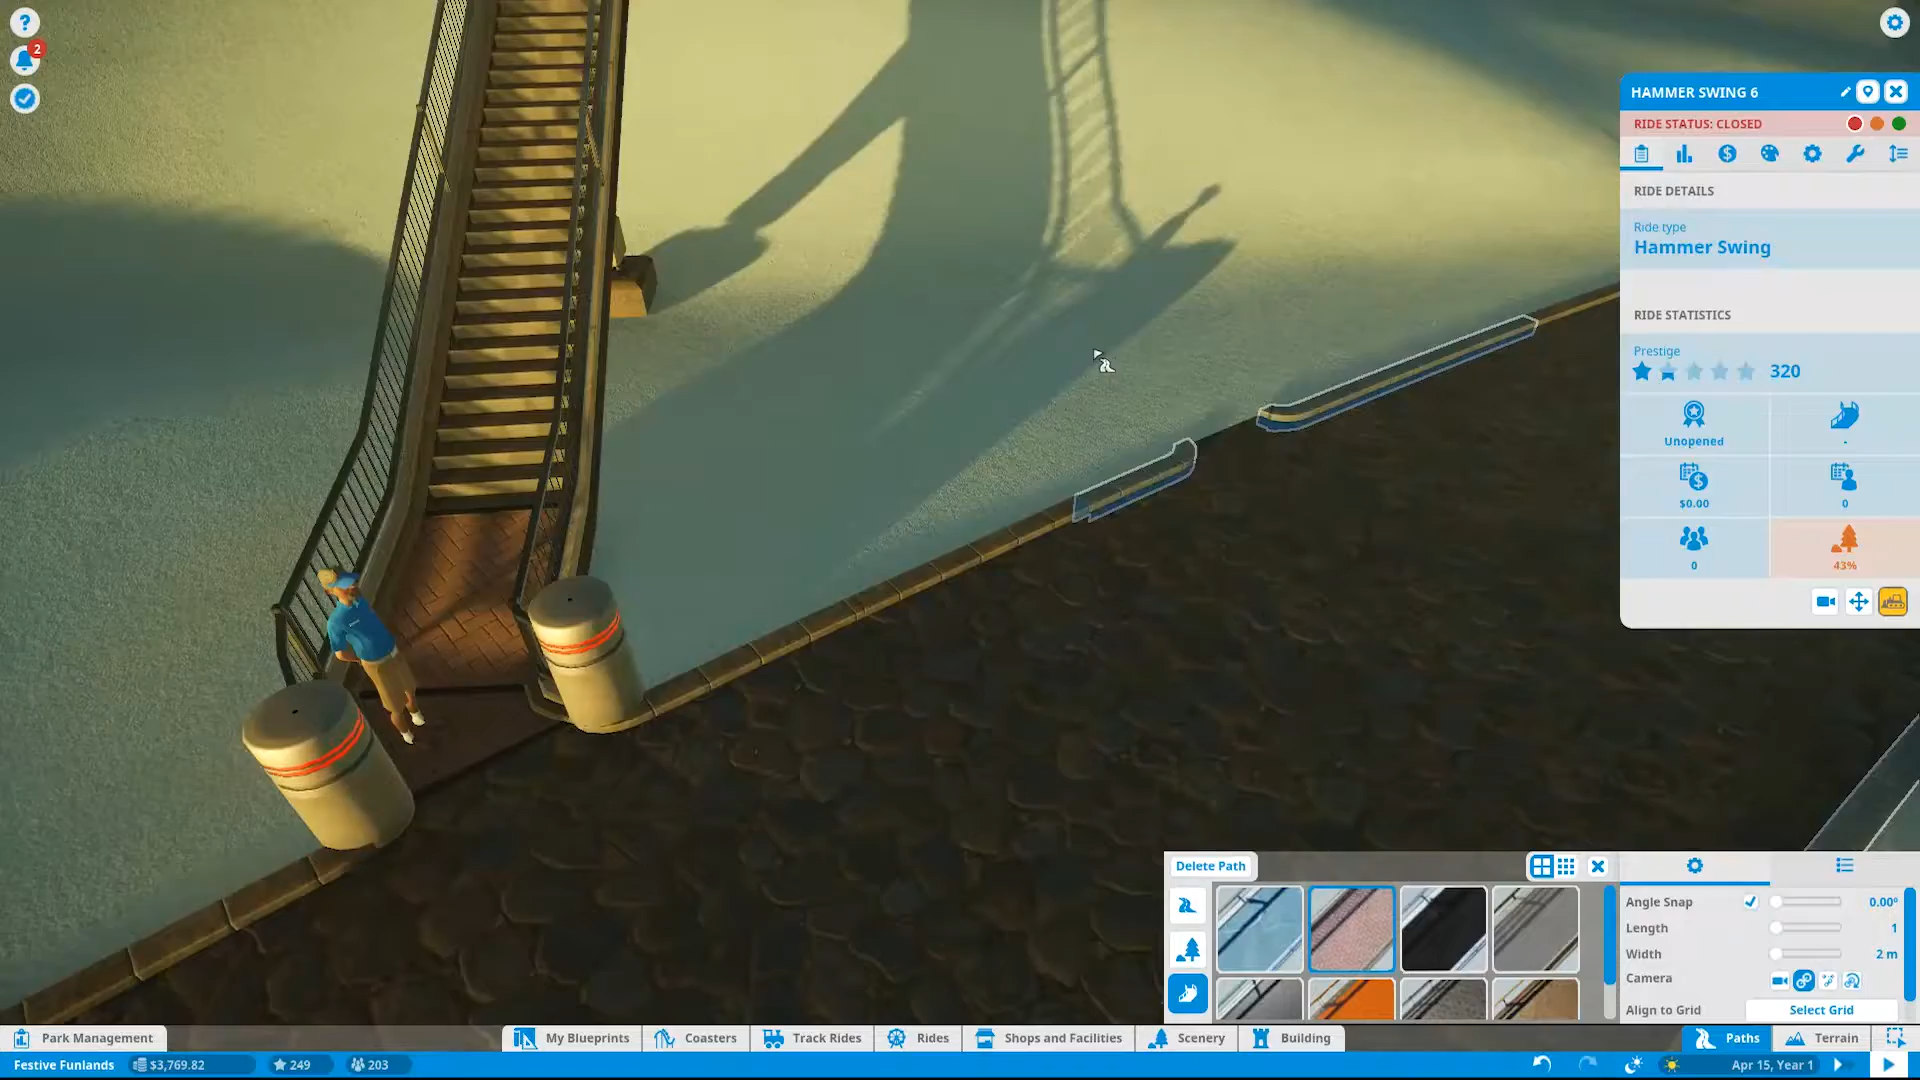 ?
2
HAMMER SWING 6
RIDE STATUS: CLOSED
RIDE DETAILS
Ride type
Hammer Swing
RIDE STATISTICS
Prestige
320
Unopened
-
$0.00
0
0
43%
Delete Path
Angle Snap
0.00°
Length
1
Width
2 m
Camera
Align to Grid
Select Grid
Park Management
My Blueprints
Coasters
Track Rides
Rides
Shops and Facilities
Scenery
Building
Paths
Terrain
Festive Funlands
$3,769.82
249
203
Apr 15, Year 1